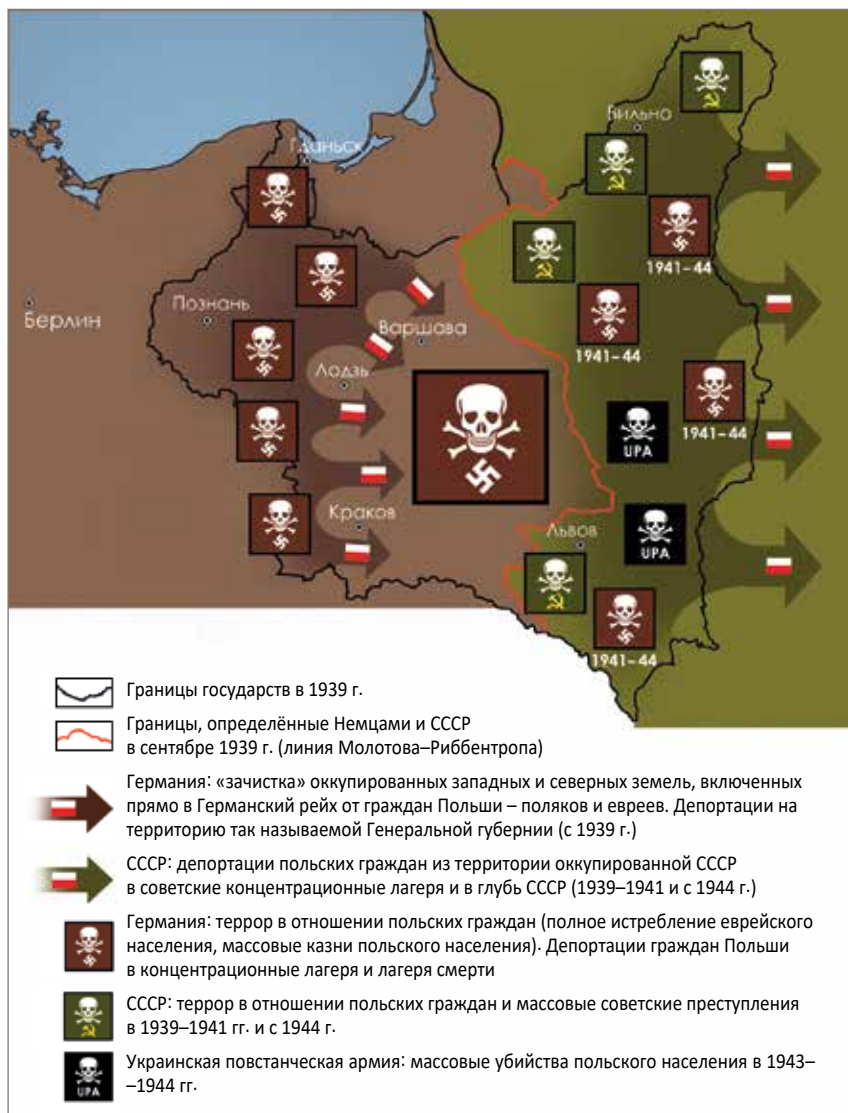 Вильно
Гданьск
1941–44
Познань
Берлин
Варшава
1941–44
Лодзь
1941–44
UPA
Краков
Львов
UPA
1941–44
Границы государств в 1939 г.
Границы, определённые Немцами и СССР
в сентябре 1939 г. (линия Молотова–Риббентропа)
Германия: «зачистка» оккупированных западных и северных земель, включенных
прямо в Германский рейх от граждан Польши – поляков и евреев. Депортации на
территорию так называемой Генеральной губернии (с 1939 г.)
СССР: депортации польских граждан из территории оккупированной СССР
в советские концентрационные лагеря и в глубь СССР (1939–1941 и с 1944 г.)
Германия: террор в отношении польских граждан (полное истребление еврейского
населения, массовые казни польского населения). Депортации граждан Польши
в концентрационные лагеря и лагеря смерти
СССР: террор в отношении польских граждан и массовые советские преступления
в 1939–1941 гг. и с 1944 г.
UPA
Украинская повстанческая армия: массовые убийства польского населения в 1943–
–1944 гг.